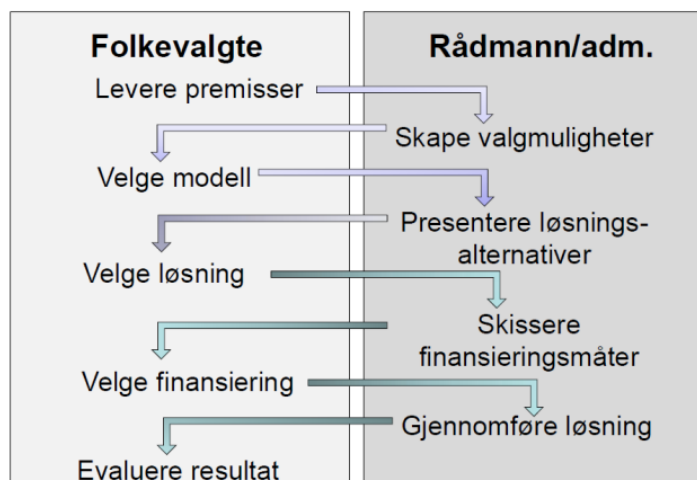 Folkevalgte
Rådmann/adm.
Levere premisser
Skape valgmuligheter
Velge modell
Presentere løsnings-
alternativer
Velge løsning
Skissere
finansieringsmåter
Velge finansiering
Gjennomføre løsning
Evaluere resultat